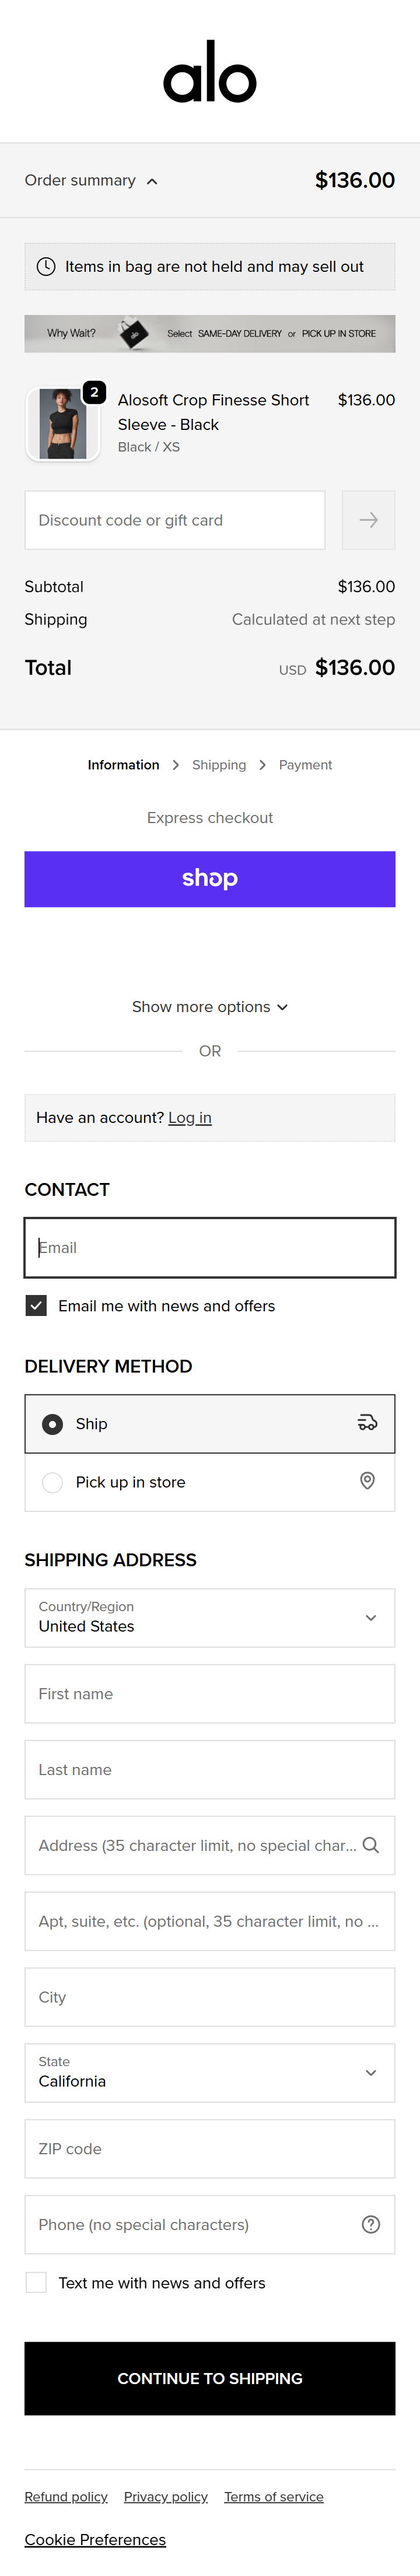 alo
Order summary
$136.00
Items in bag are not held and may sell out
Why Wait? Select SAME-DAY DELIVERY or PICK UP IN STORE
2
Alosoft Crop Finesse Short
Sleeve - Black
Black / XS
$136.00
Discount code or gift card
Subtotal $136.00
Shipping Calculated at next step
Total USD $136.00
Information Shipping Payment
Express checkout
shop
Show more options
OR
Have an account? Log in
CONTACT
Email
Email me with news and offers
DELIVERY METHOD
Ship
Pick up in store
SHIPPING ADDRESS
Country/Region
United States
First name
Last name
Address (35 character limit, no special char...
Apt, suite, etc. (optional, 35 character limit, no ...
City
State
California
ZIP code
Phone (no special characters)
Text me with news and offers
CONTINUE TO SHIPPING
Refund policy Privacy policy Terms of service
Cookie Preferences